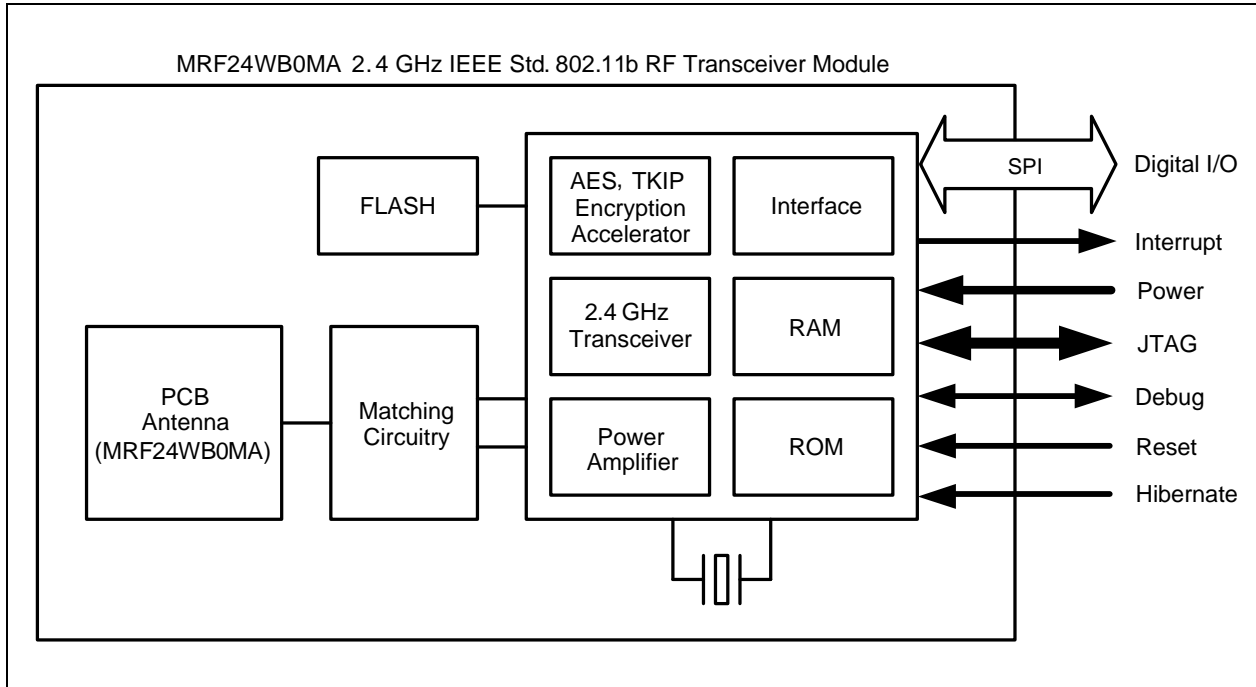 MRF24WB0MA 2.4 GHz IEEE Std. 802.11b RF Transceiver Module
FLASH
AES, TKIP
Encryption
Accelerator
Interface
2.4 GHz
Transceiver
RAM
Power
Amplifier
ROM
PCB
Antenna
(MRF24WB0MA)
Matching
Circuitry
SPI
Digital I/O
Interrupt
Power
JTAG
Debug
Reset
Hibernate